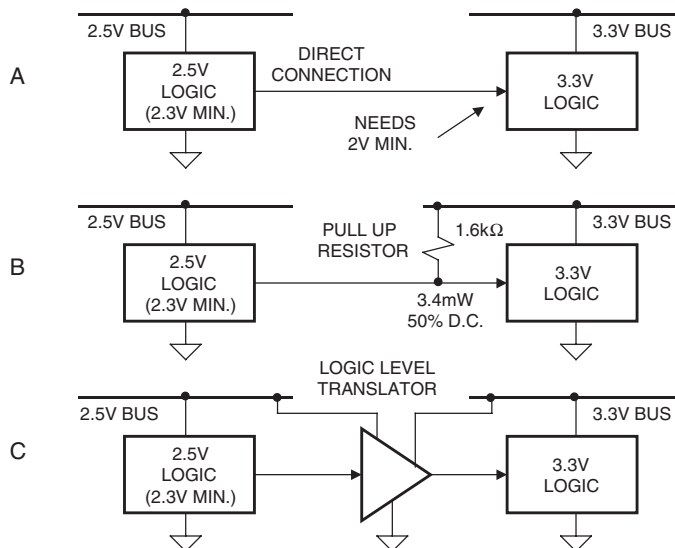 2.5V BUS
3.3V BUS
A
2.5V
LOGIC
(2.3V MIN.)
DIRECT
CONNECTION
NEEDS
2V MIN.
3.3V
LOGIC
2.5V BUS
3.3V BUS
B
2.5V
LOGIC
(2.3V MIN.)
PULL UP
RESISTOR
1.6kΩ
3.4mW
50% D.C.
3.3V
LOGIC
LOGIC LEVEL
TRANSLATOR
2.5V BUS
3.3V BUS
C
2.5V
LOGIC
(2.3V MIN.)
3.3V
LOGIC